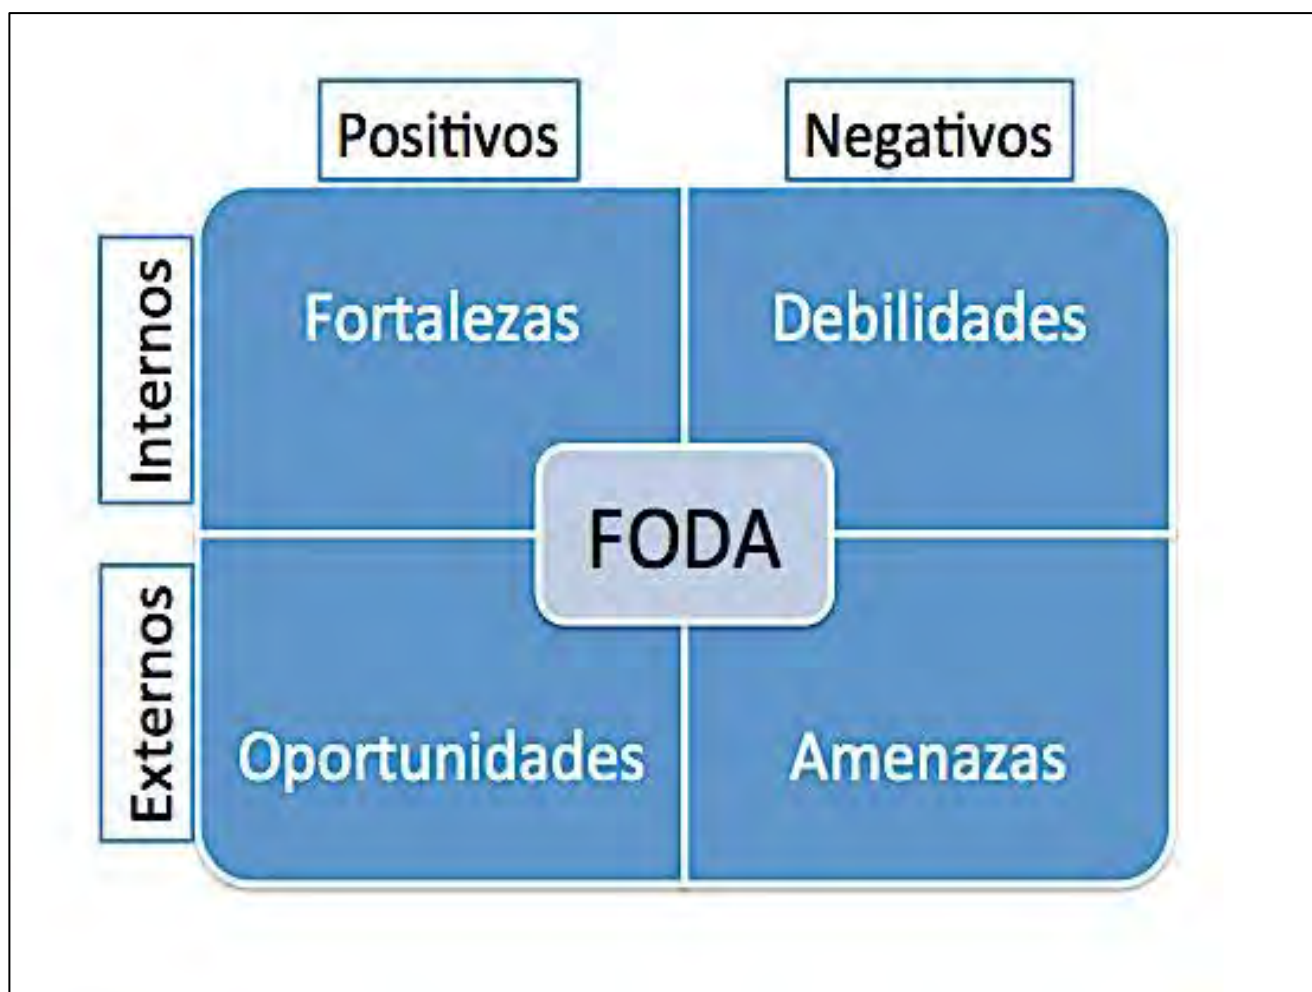 Positivos
Negativos
Internos
Fortalezas
Debilidades
FODA
Externos
Oportunidades
Amenazas